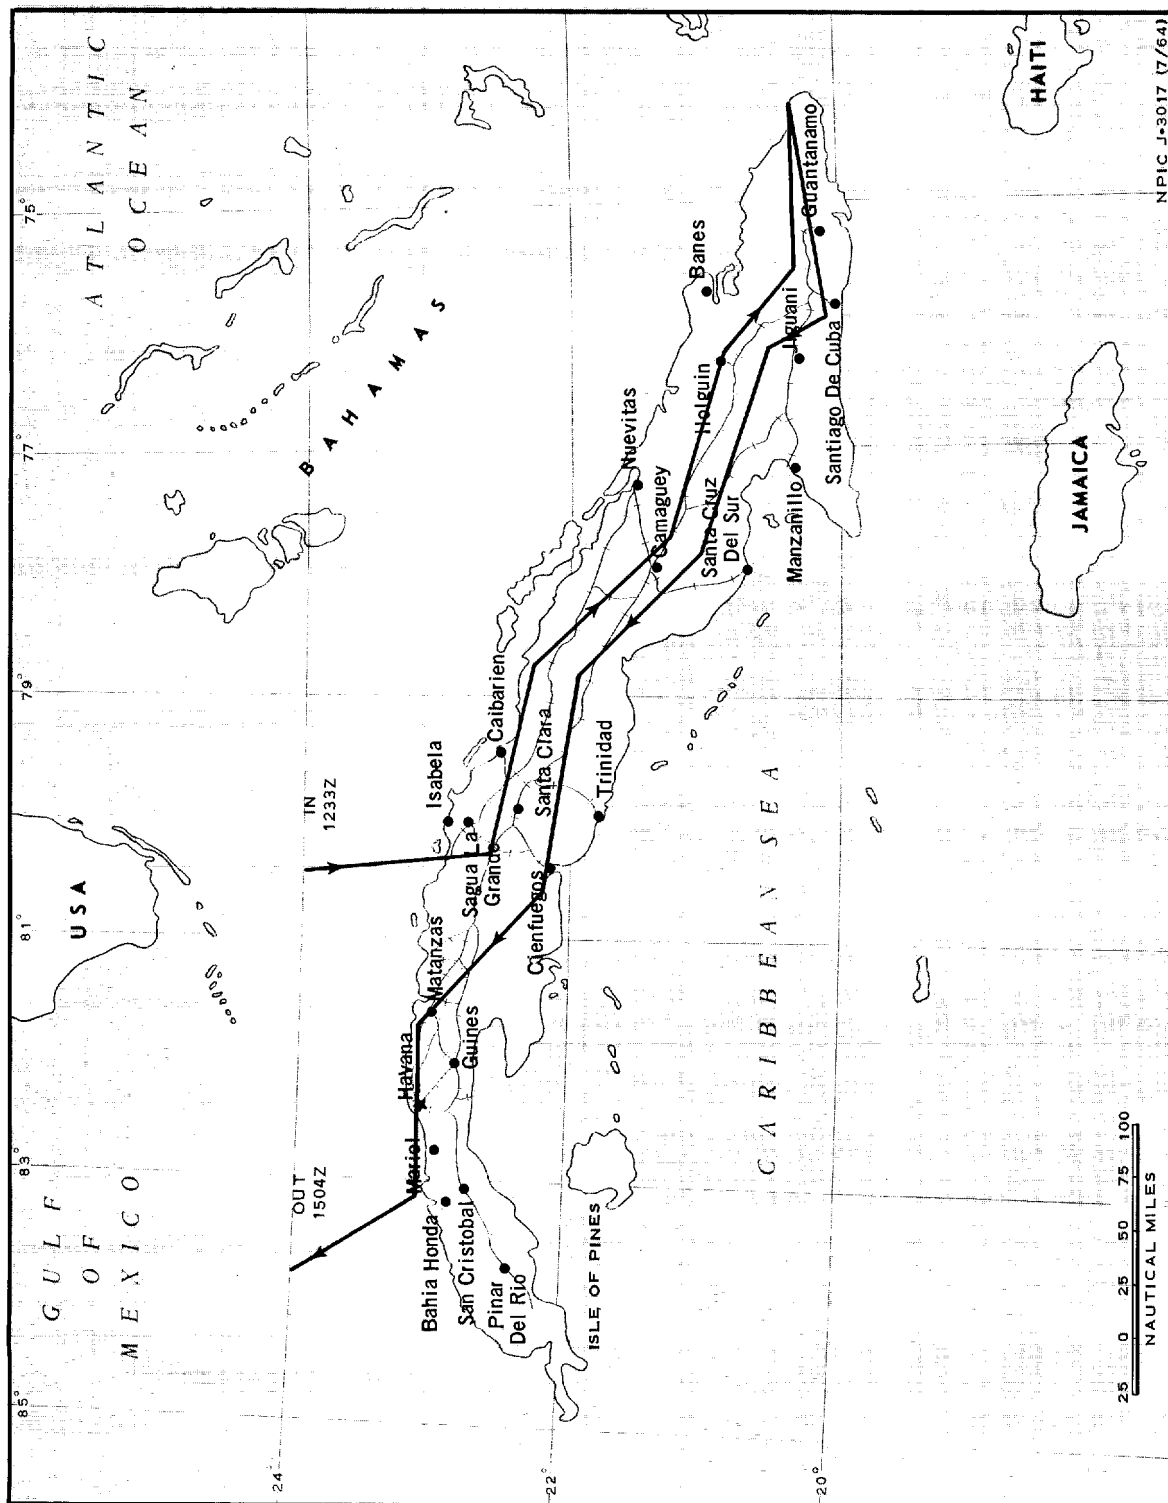 GULF
OF
MEXICO
USA
ATLANTIC
OCEAN
BAHAMAS
85°
83°
81°
79°
77°
75°
24°
22°
20°
OUT
1504Z
IN
1233Z
Havana
Mariel
Bahia Honda
San Cristobal
Pinar
Del Rio
Guines
Matanzas
Isabela
Sagua La
Grande
Caibarien
Santa Clara
Cienfuegos
Trinidad
Nuevitas
Camaguey
Santa Cruz
Del Sur
Holguin
Banes
Manzanillo
Jiguani
Santiago De Cuba
Guantanamo
ISLE OF PINES
CARIBBEAN SEA
JAMAICA
HAITI
25 0 25 50 75 100
NAUTICAL MILES
NPIC J-3017 (7/64)